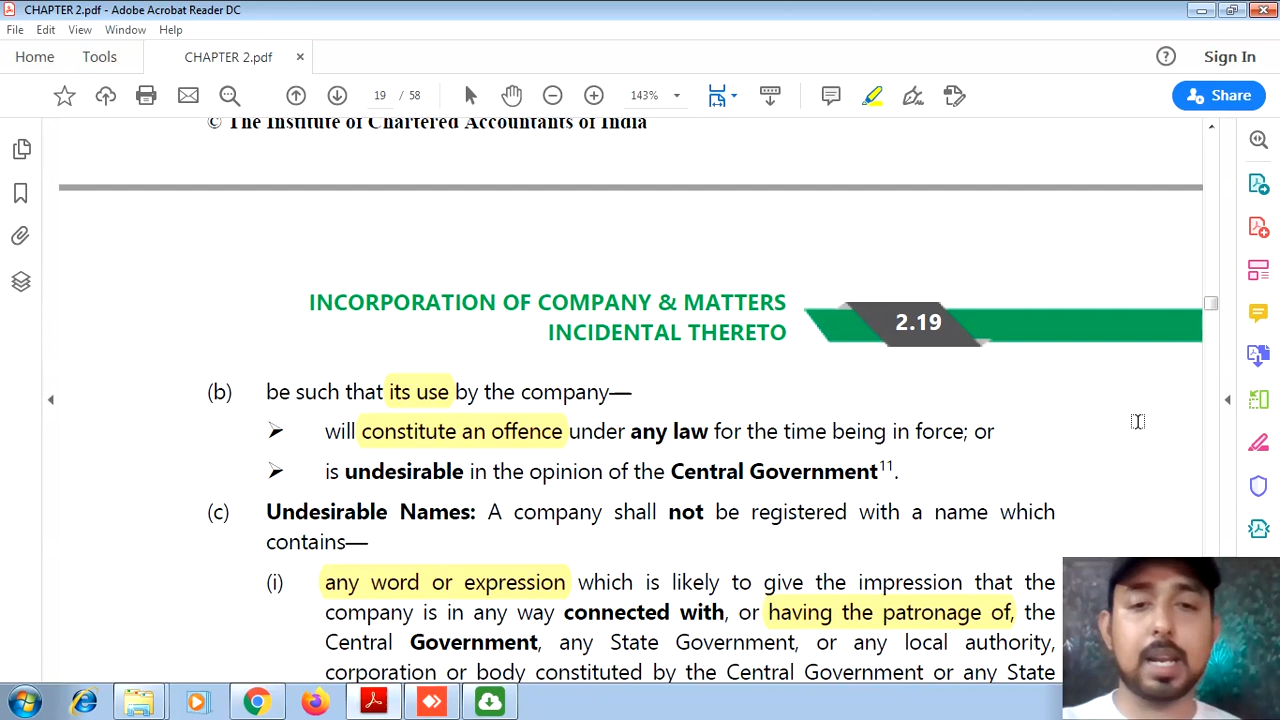 CHAPTER 2.pdf - Adobe Acrobat Reader DC
File Edit View Window Help
Home Tools CHAPTER 2.pdf × ? Sign In
19 / 58 143% Share
© The Institute of Chartered Accountants of India
INCORPORATION OF COMPANY & MATTERS
INCIDENTAL THERETO
2.19
(b) be such that its use by the company—
➢ will constitute an offence under any law for the time being in force; or
➢ is undesirable in the opinion of the Central Government¹¹.
(c) Undesirable Names: A company shall not be registered with a name which
contains—
(i) any word or expression which is likely to give the impression that the
company is in any way connected with, or having the patronage of, the
Central Government, any State Government, or any local authority,
corporation or body constituted by the Central Government or any State